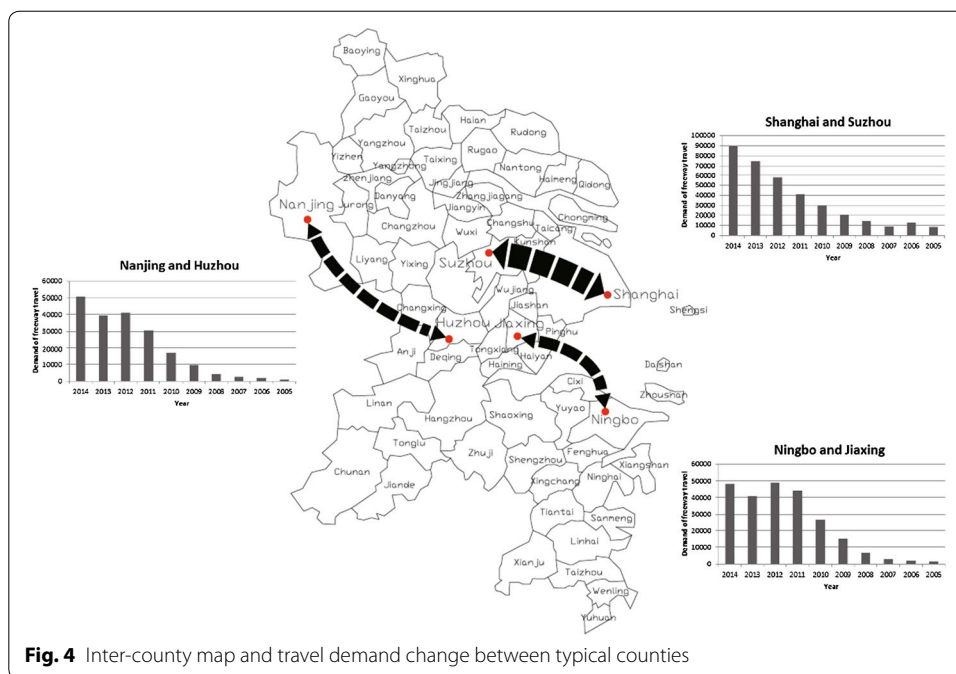 Baoying
Xinghua
Gaoyou
Taizhou
Haian
Rudong
Yangzhou
Rugao
Yizhen
Yangzhong
Taixing
Nantong
Haimeng
Qidong
Zhenjiang
Jingjiang
Nanjing
Jurong
Danyang
Zhangjiagang
Jiangyin
Chongming
Changzhou
Wuxi
Changshu
Taicang
Kunshan
Liyang
Yixing
Suzhou
Wujiang
Shanghai
Jiashan
Shengsi
Changxing
Huzhou
Jiaxing
Pinghu
Anji
Deqing
Tongxiang
Haiyan
Haining
Daishan
Cixi
Zhoushan
Linan
Hangzhou
Shaoxing
Yuyao
Ningbo
Tonglu
Zhuji
Shengzhou
Fenghua
Xiangshan
Chunan
Jiande
Xingchang
Ninghai
Tiantai
Sanmeng
Linhai
Xianju
Taizhou
Wenling
Yuhuan
Shanghai and Suzhou
Demand of freeway travel
100000
90000
80000
70000
60000
50000
40000
30000
20000
10000
0
2014 2013 2012 2011 2010 2009 2008 2007 2006 2005
Year
Nanjing and Huzhou
Demand of freeway travel
60000
50000
40000
30000
20000
10000
0
2014 2013 2012 2011 2010 2009 2008 2007 2006 2005
Year
Ningbo and Jiaxing
Demand of freeway travel
60000
50000
40000
30000
20000
10000
0
2014 2013 2012 2011 2010 2009 2008 2007 2006 2005
Year
Fig. 4 Inter-county map and travel demand change between typical counties